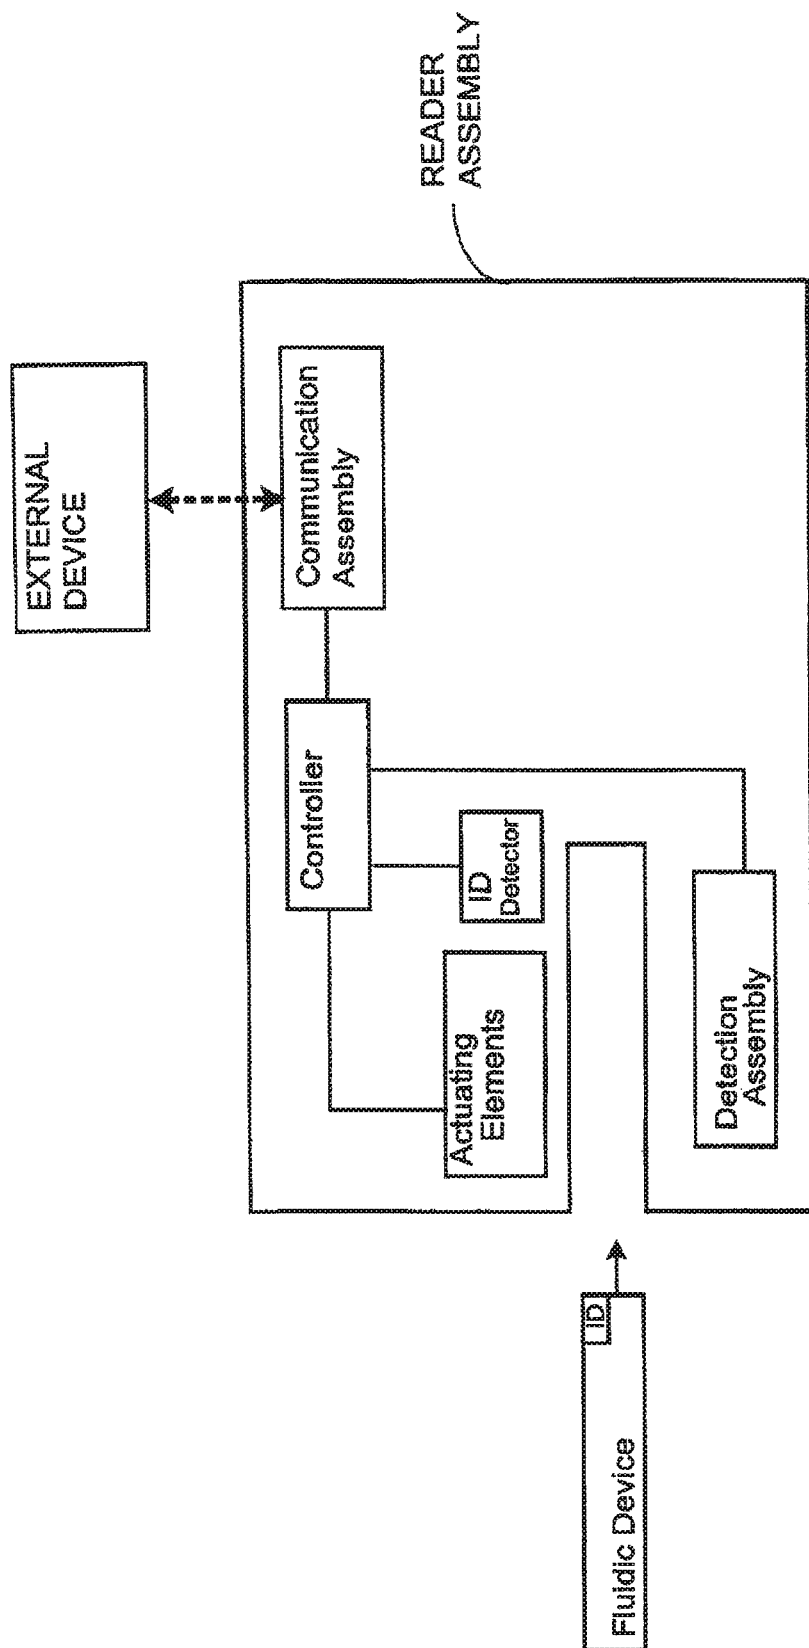 EXTERNAL
DEVICE
READER
ASSEMBLY
Communication
Assembly
Controller
ID
Detector
Actuating
Elements
Detection
Assembly
ID
Fluidic Device